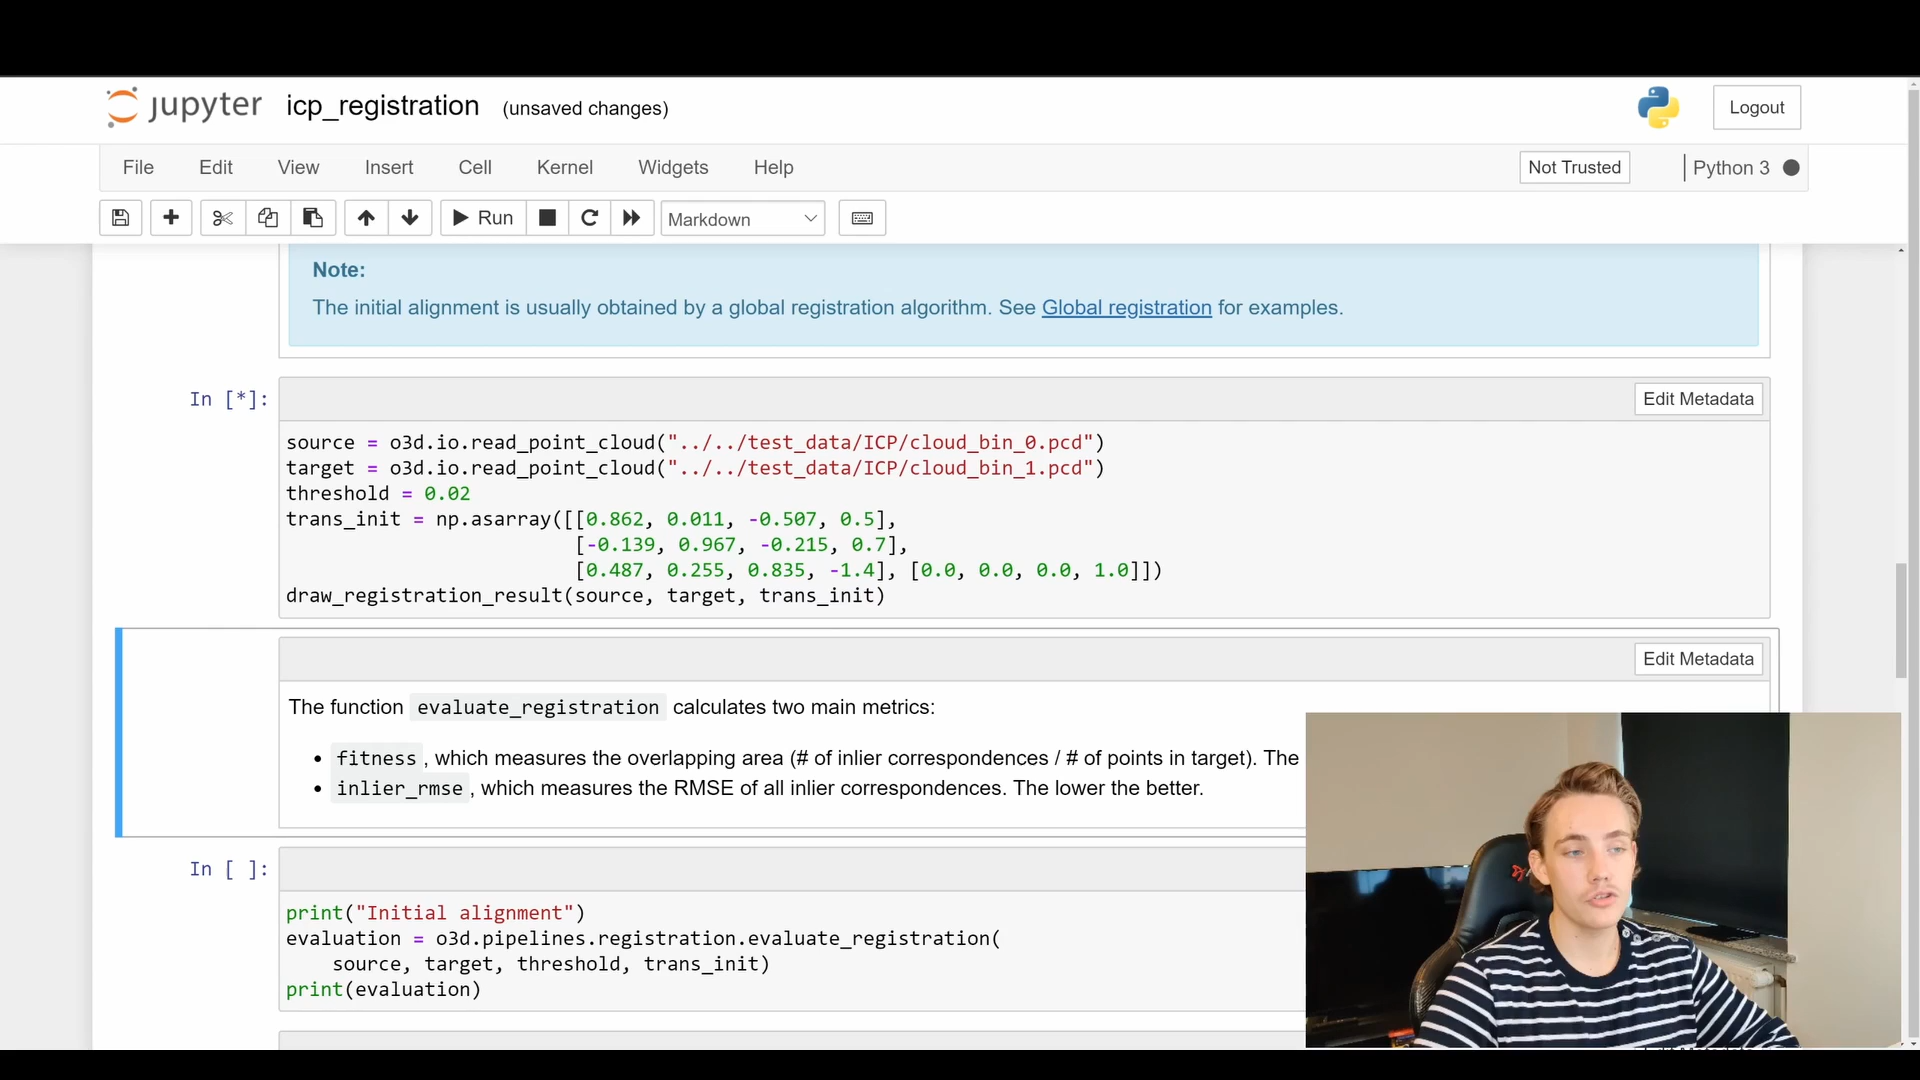 jupyter icp_registration (unsaved changes) Logout
File Edit View Insert Cell Kernel Widgets Help Not Trusted Python 3
Run Markdown
Note:
The initial alignment is usually obtained by a global registration algorithm. See Global registration for examples.
In [*]: Edit Metadata
source = o3d.io.read_point_cloud("../../test_data/ICP/cloud_bin_0.pcd")
target = o3d.io.read_point_cloud("../../test_data/ICP/cloud_bin_1.pcd")
threshold = 0.02
trans_init = np.asarray([[0.862, 0.011, -0.507, 0.5],
[-0.139, 0.967, -0.215, 0.7],
[0.487, 0.255, 0.835, -1.4], [0.0, 0.0, 0.0, 1.0]])
draw_registration_result(source, target, trans_init)
Edit Metadata
The function evaluate_registration calculates two main metrics:
• fitness , which measures the overlapping area (# of inlier correspondences / # of points in target). The
• inlier_rmse , which measures the RMSE of all inlier correspondences. The lower the better.
In [ ]:
print("Initial alignment")
evaluation = o3d.pipelines.registration.evaluate_registration(
source, target, threshold, trans_init)
print(evaluation)